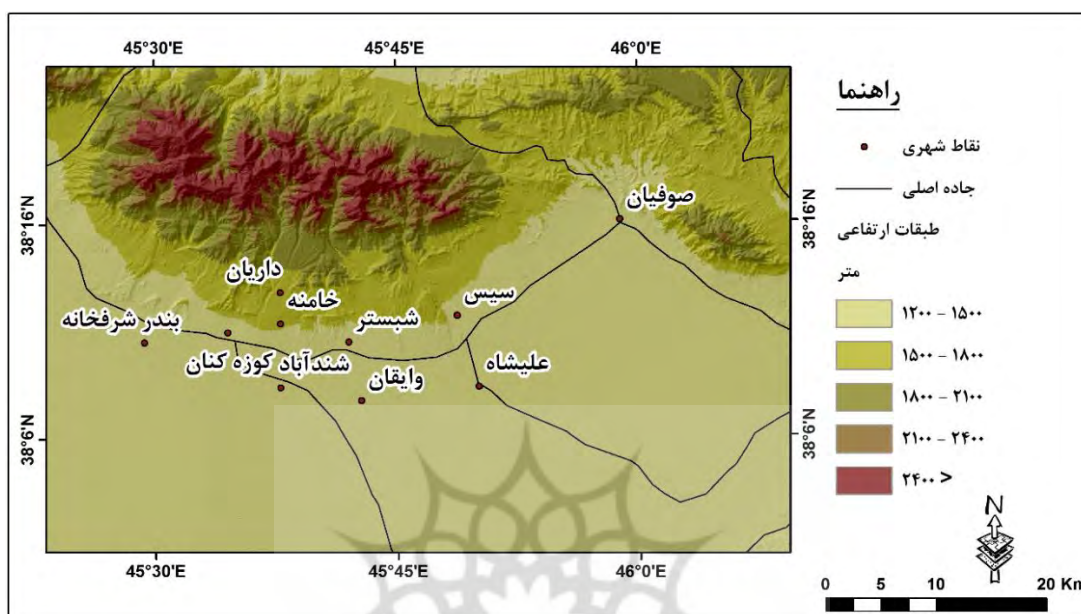 45°30'E 45°45'E 46°0'E
راهنما
نقاط شهری
جاده اصلی
طبقات ارتفاعی
متر
۱۲۰۰ - ۱۵۰۰
۱۵۰۰ - ۱۸۰۰
۱۸۰۰ - ۲۱۰۰
۲۱۰۰ - ۲۴۰۰
۲۴۰۰ <
38°16'N 38°16'N
صوفیان
داریان
خامنه
سیس
شبستر
بندر شرفخانه
شندآباد کوزه کنان
علیشاه
وایقان
38°6'N 38°6'N
45°30'E 45°45'E 46°0'E
N
0 5 10 20 Km